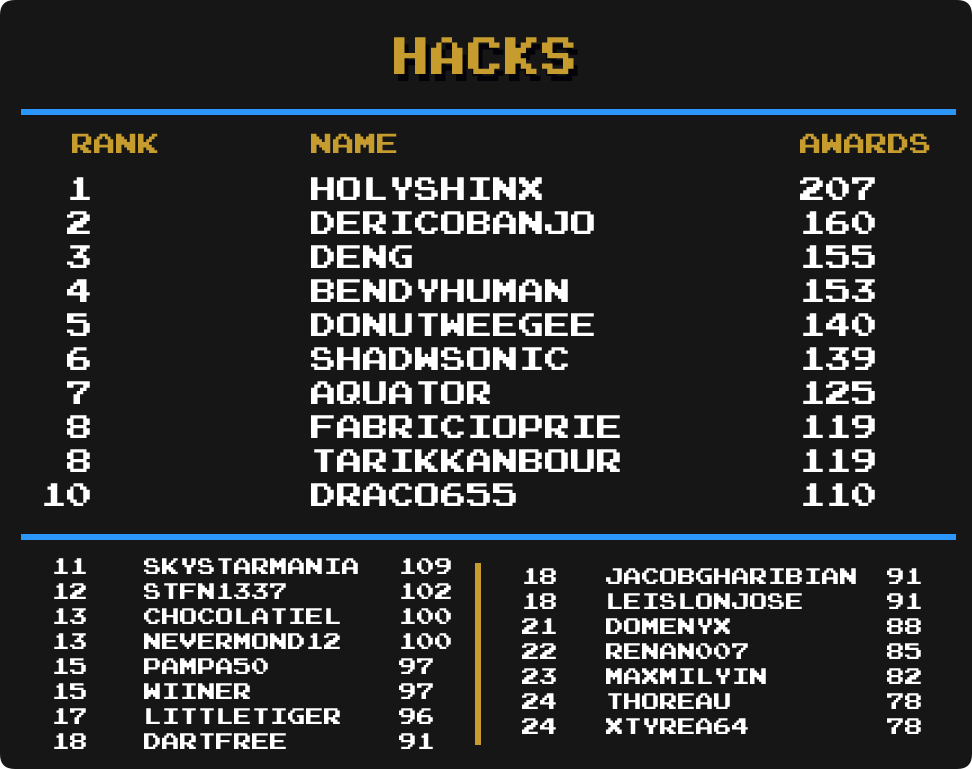 HACKS
RANK NAME AWARDS
1 HOLYSHINX 207
2 DERICOBANJO 160
3 DENG 155
4 BENDYHUMAN 153
5 DONUTWEEGEE 140
6 SHADWSONIC 139
7 AQUATOR 125
8 FABRICIOPRIE 119
8 TARIKKANBOUR 119
10 DRACO655 110
11 SKYSTARMANIA 109
12 STFN1337 102
13 CHOCOLATIEL 100
13 NEVERMOND12 100
15 PAMPA50 97
15 WIINER 97
17 LITTLETIGER 96
18 DARTFREE 91
18 JACOBGHARIBIAN 91
18 LEISLONJOSE 91
21 DOMENYX 88
22 RENAN007 85
23 MAXMILYIN 82
24 THOREAU 78
24 XTYREA64 78